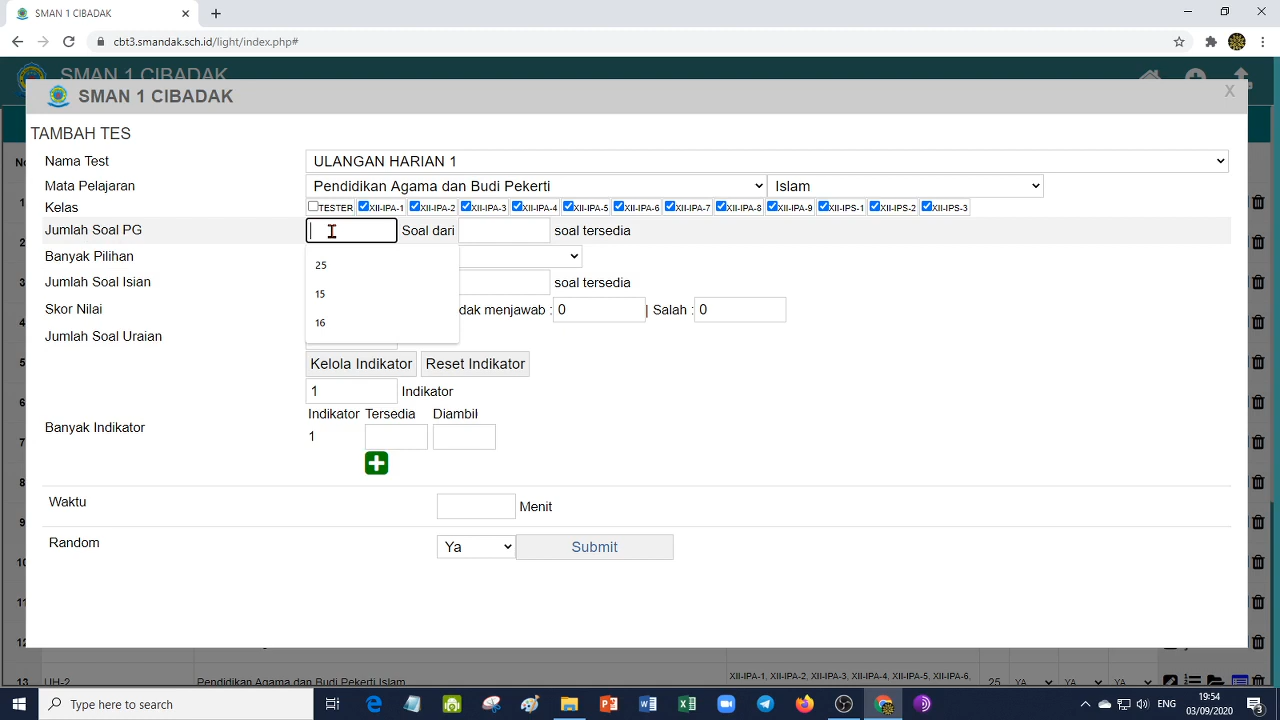 SMAN 1 CIBADAK
cbt3.smandak.sch.id/light/index.php#
SMAN 1 CIBADAK
SMAN 1 CIBADAK
X
TAMBAH TES
Nama Test ULANGAN HARIAN 1
Mata Pelajaran Pendidikan Agama dan Budi Pekerti Islam
Kelas TESTER XII-IPA-1 XII-IPA-2 XII-IPA-3 XII-IPA-4 XII-IPA-5 XII-IPA-6 XII-IPA-7 XII-IPA-8 XII-IPA-9 XII-IPS-1 XII-IPS-2 XII-IPS-3
Jumlah Soal PG Soal dari soal tersedia
Banyak Pilihan
25
Jumlah Soal Isian soal tersedia
15
Skor Nilai dak menjawab : 0 | Salah : 0
16
Jumlah Soal Uraian
Kelola Indikator Reset Indikator
1 Indikator
Indikator Tersedia Diambil
Banyak Indikator
1
Waktu Menit
Random Ya Submit
13 UH-2 Pendidikan Agama dan Budi Pekerti Islam XII-IPA-1, XII-IPA-2, XII-IPA-3, XII-IPA-4, XII-IPA-5, XII-IPA-6, 25 YA YA YA
Type here to search
ENG
19:54
03/09/2020
3